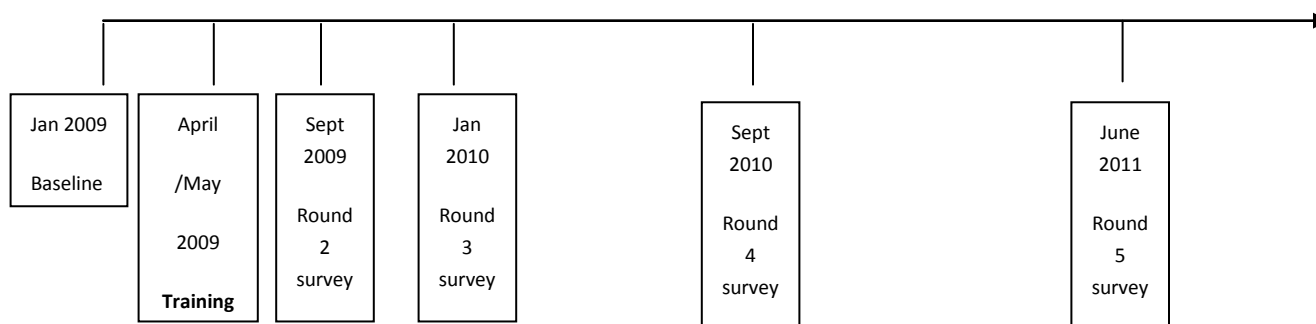 Jan 2009
Baseline
April
/May
2009
Training
Sept
2009
Round
2
survey
Jan
2010
Round
3
survey
Sept
2010
Round
4
survey
June
2011
Round
5
survey